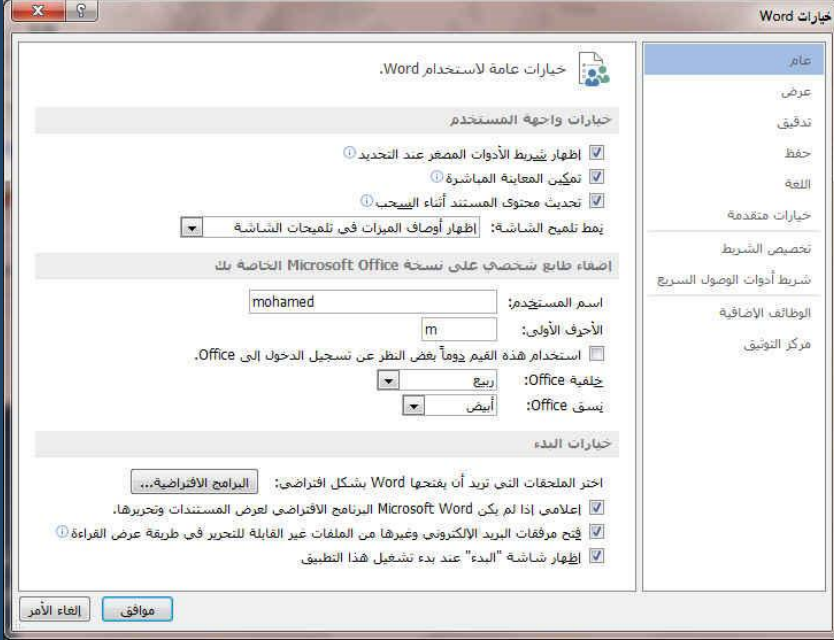 خيارات Word
عام
عرض
تدقيق
حفظ
اللغة
خيارات متقدمة
تخصيص الشريط
شريط أدوات الوصول السريع
الوظائف الإضافية
مركز التوثيق
خيارات عامة لاستخدام Word.
خيارات واجهة المستخدم
إظهار شريط الأدوات المصغر عند التحديد
تمكين المعاينة المباشرة
تحديث محتوى المستند أثناء السحب
نمط تلميح الشاشة: إظهار أوصاف الميزات في تلميحات الشاشة
إضفاء طابع شخصي على نسخة Microsoft Office الخاصة بك
اسم المستخدم: mohamed
الأحرف الأولى: m
استخدام هذه القيم دوماً بغض النظر عن تسجيل الدخول إلى Office.
خلفية Office: ربيع
نسق Office: أبيض
خيارات البدء
اختر الملحقات التي تريد أن يفتحها Word بشكل افتراضي: البرامج الافتراضية...
إعلامي إذا لم يكن Microsoft Word البرنامج الافتراضي لعرض المستندات وتحريرها.
فتح مرفقات البريد الإلكتروني وغيرها من الملفات غير القابلة للتحرير في طريقة عرض القراءة
إظهار شاشة "البدء" عند بدء تشغيل هذا التطبيق
موافق
إلغاء الأمر